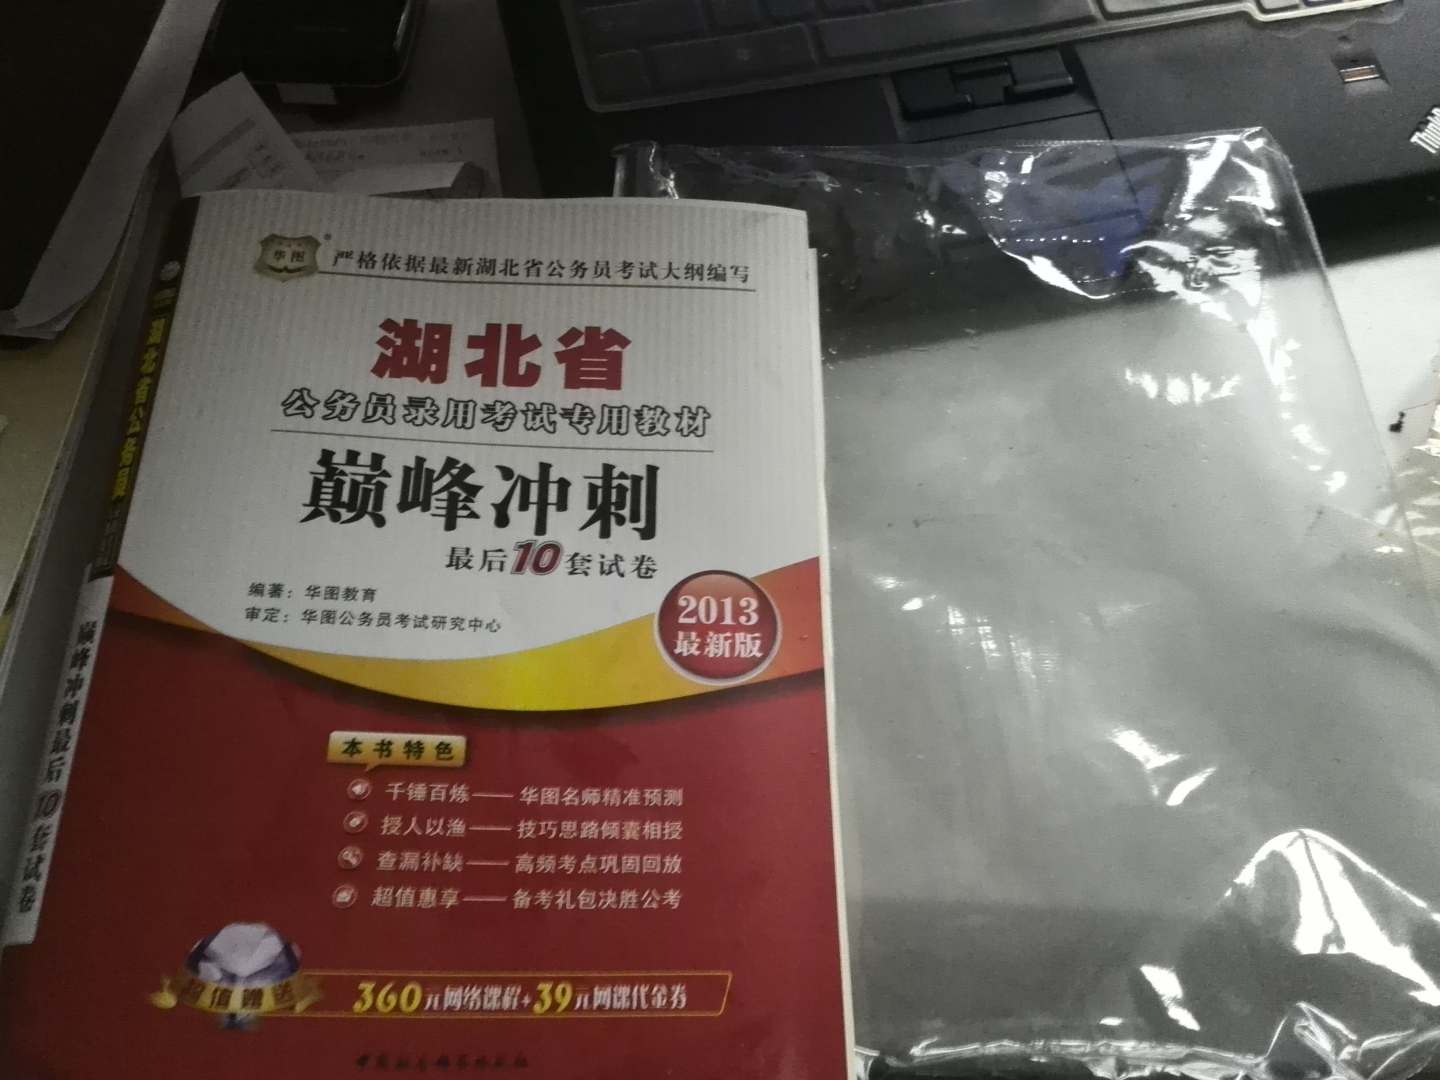 华图
严格依据最新湖北省公务员考试大纲编写
湖北省
公务员录用考试专用教材
巅峰冲刺
最后10套试卷
编著：华图教育
审定：华图公务员考试研究中心
2013
最新版
本书特色
千锤百炼——华图名师精准预测
授人以渔——技巧思路倾囊相授
查漏补缺——高频考点巩固回放
超值惠享——备考礼包决胜公考
超值赠送
360元网络课程+39元网课代金券
湖北省公务员
巅峰冲刺最后10套试卷